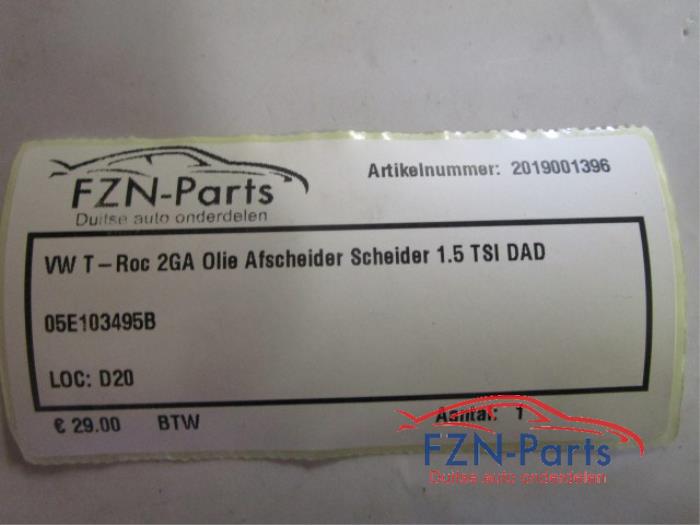 FZN-Parts
Duitse auto onderdelen
Artikelnummer: 2019001396
VW T-Roc 2GA Olie Afscheider Scheider 1.5 TSI DAD
05E103495B
LOC: D20
€ 29.00 BTW
Aantal: 1
FZN-Parts
Duitse auto onderdelen